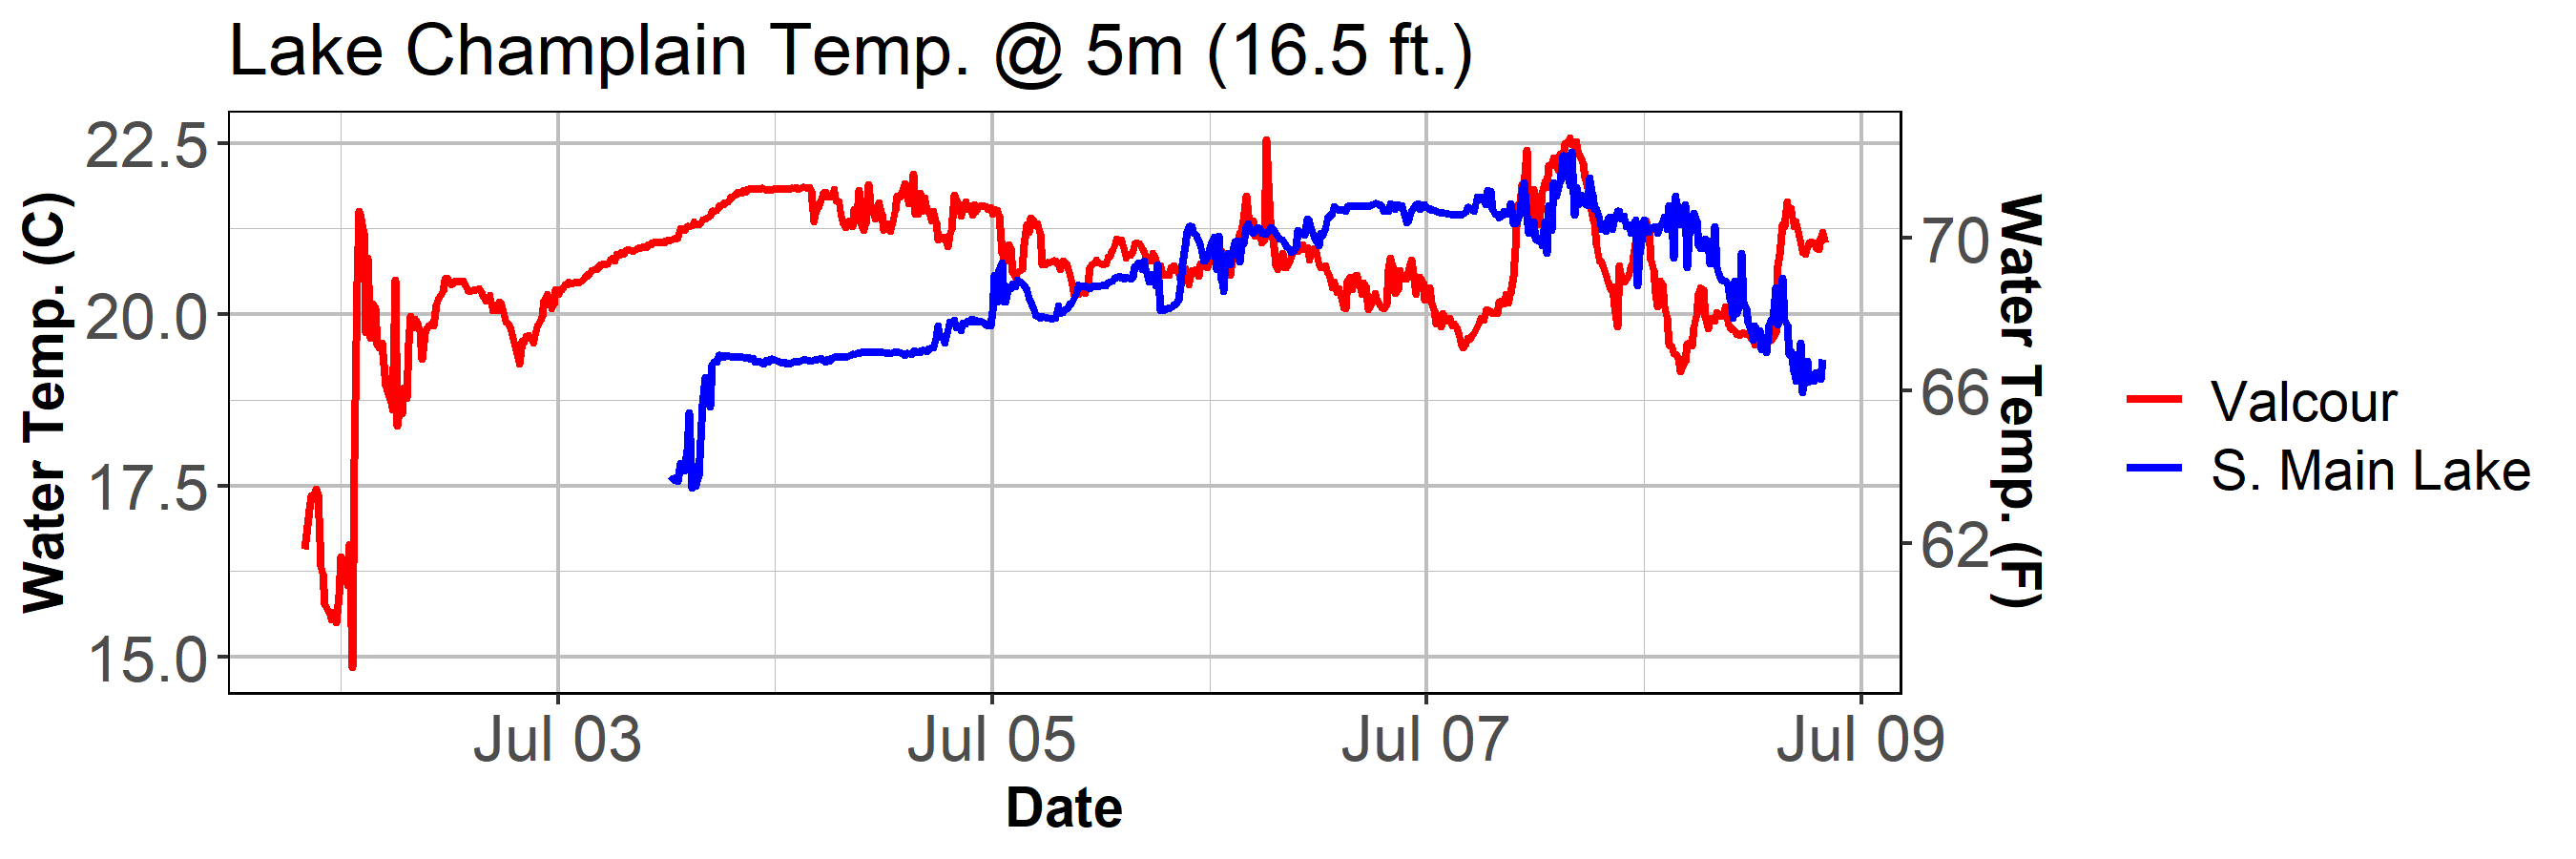 Lake Champlain Temp. @ 5m (16.5 ft.)
Water Temp. (C)
22.5
20.0
17.5
15.0
70
66
62
Water Temp. (F)
Jul 03
Jul 05
Jul 07
Jul 09
Date
Valcour
S. Main Lake